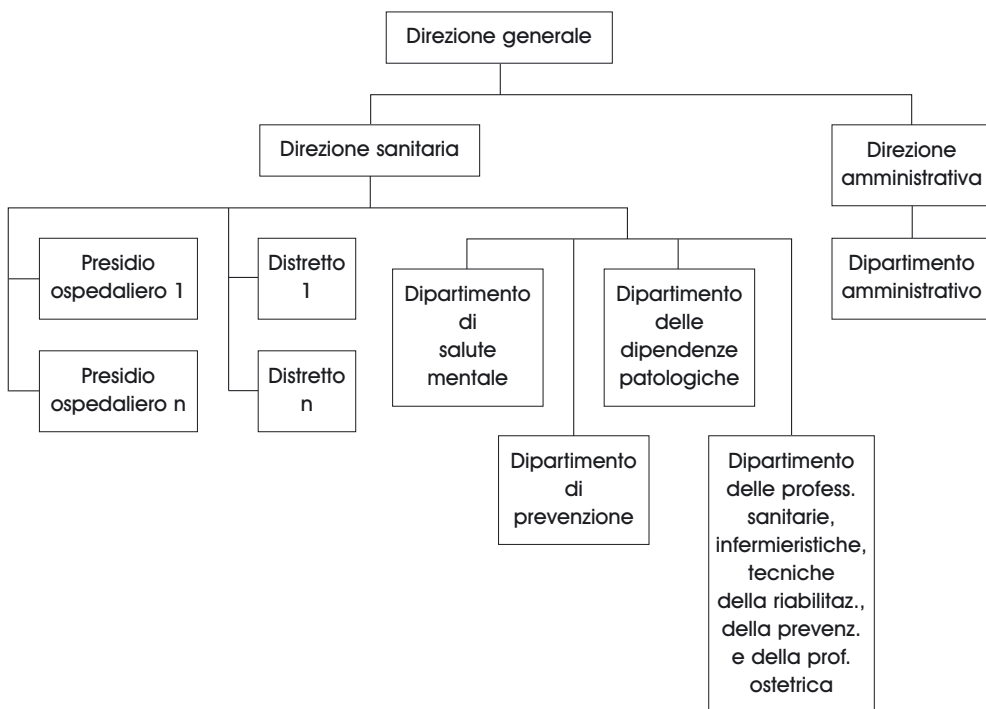 Direzione generale
Direzione sanitaria
Direzione
amministrativa
Presidio
ospedaliero 1
Distretto
1
Dipartimento
amministrativo
Dipartimento
di
salute
mentale
Dipartimento
delle
dipendenze
patologiche
Presidio
ospedaliero n
Distretto
n
Dipartimento
di
prevenzione
Dipartimento
delle profess.
sanitarie,
infermieristiche,
tecniche
della riabilitaz.,
della prevenz.
e della prof.
ostetrica